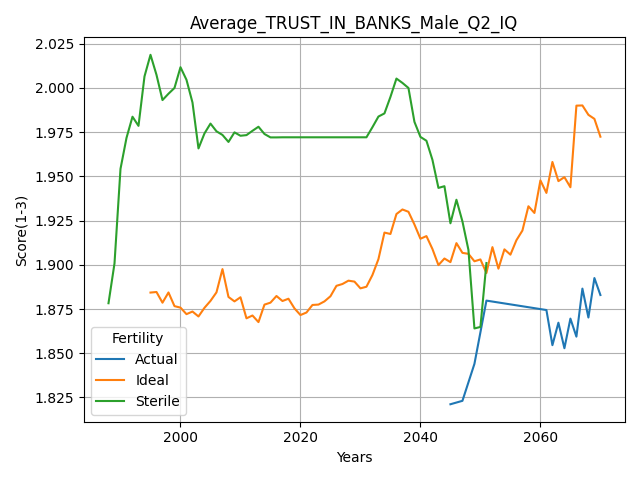 Average_TRUST_IN_BANKS_Male_Q2_IQ
Score(1-3)
2.025
2.000
1.975
1.950
1.925
1.900
1.875
1.850
1.825
Fertility
Actual
Ideal
Sterile
2000
2020
2040
2060
Years